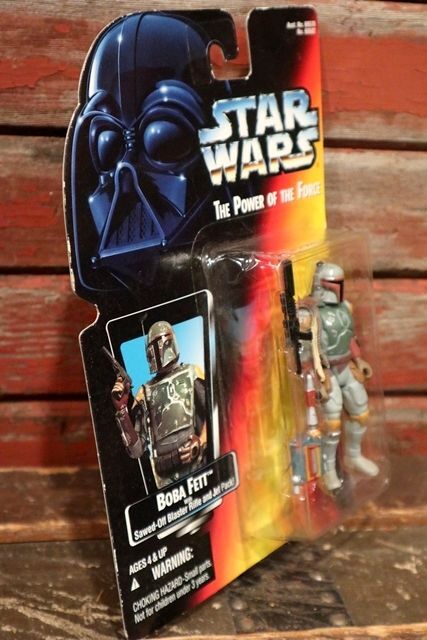 STAR
WARS
THE POWER OF THE FORCE
BOBA FETT™
WITH
Sawed-Off Blaster Rifle and Jet Pack!
AGES 4 & UP
WARNING:
CHOKING HAZARD-Small parts.
Not for children under 3 years.